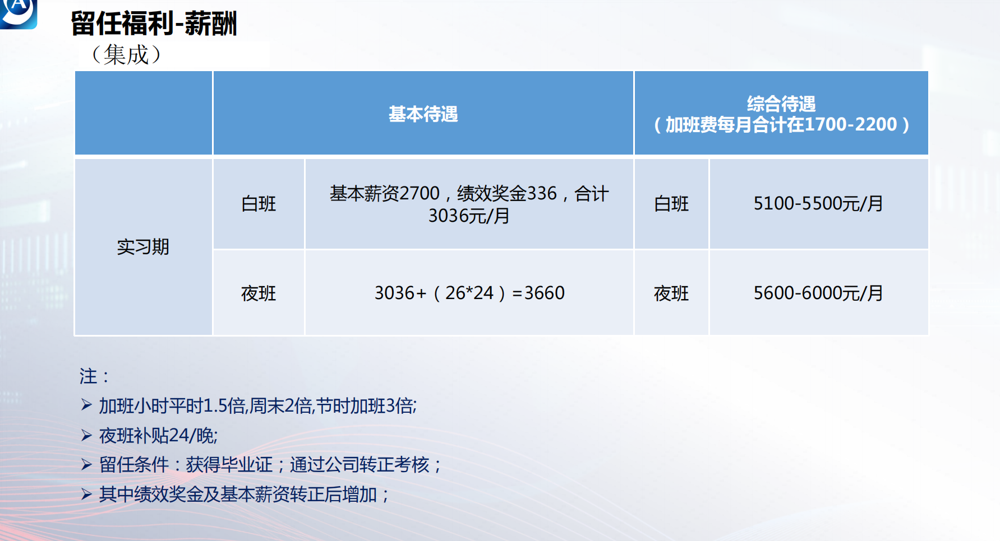 A
留任福利-薪酬
（集成）
基本待遇
综合待遇
（加班费每月合计在1700-2200）
实习期
白班
基本薪资2700，绩效奖金336，合计
3036元/月
白班
5100-5500元/月
夜班
3036+（26*24）=3660
夜班
5600-6000元/月
注：
➢ 加班小时平时1.5倍,周末2倍,节时加班3倍;
➢ 夜班补贴24/晚;
➢ 留任条件：获得毕业证；通过公司转正考核；
➢ 其中绩效奖金及基本薪资转正后增加；